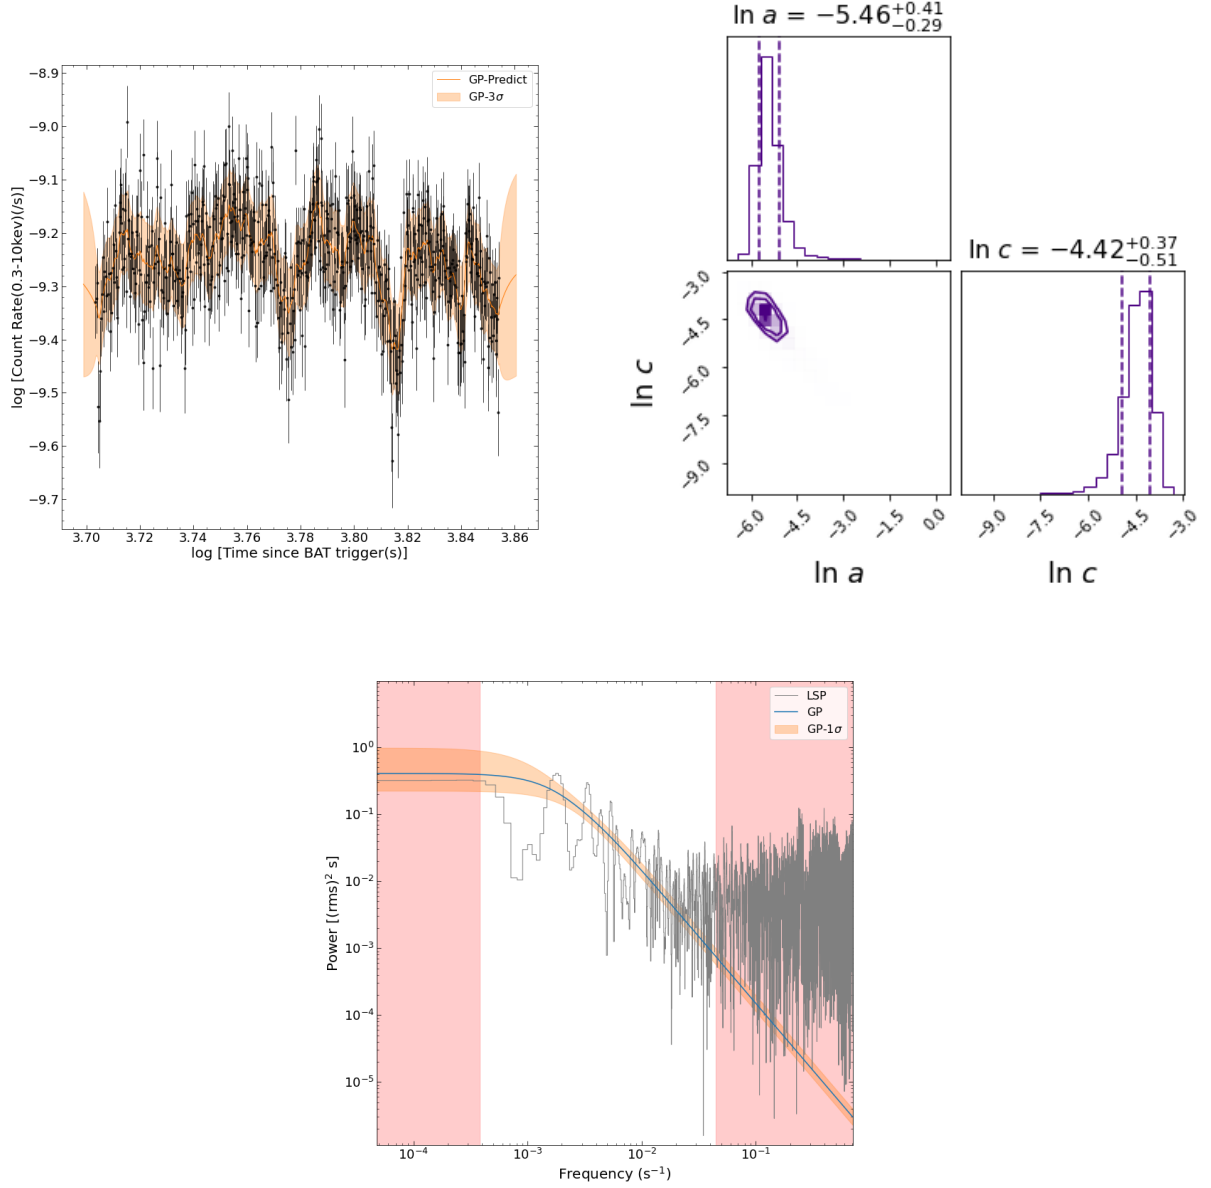 GP-Predict
GP-3σ
−8.9
−9.0
−9.1
−9.2
−9.3
−9.4
−9.5
−9.6
−9.7
log [Count Rate(0.3-10kev)(/s)]
3.70 3.72 3.74 3.76 3.78 3.80 3.82 3.84 3.86
log [Time since BAT trigger(s)]
ln a = −5.46 +0.41 −0.29
ln c = −4.42 +0.37 −0.51
−3.0
−4.5
−6.0
−7.5
−9.0
ln c
−6.0 −4.5 −3.0 −1.5 0.0
ln a
−9.0 −7.5 −6.0 −4.5 −3.0
ln c
LSP
GP
GP-1σ
10⁰
10⁻¹
10⁻²
10⁻³
10⁻⁴
10⁻⁵
Power [(rms)² s]
10⁻⁴ 10⁻³ 10⁻² 10⁻¹
Frequency (s⁻¹)